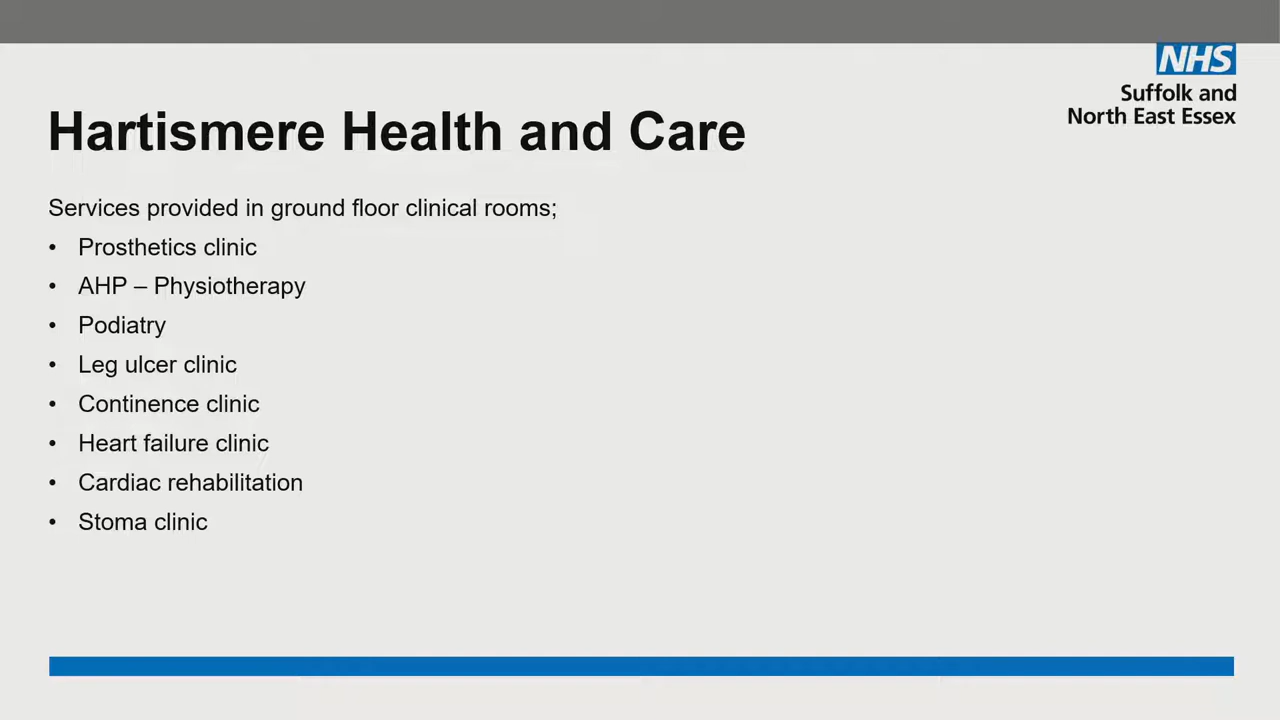 NHS
Suffolk and
North East Essex
Hartismere Health and Care
Services provided in ground floor clinical rooms;
• Prosthetics clinic
• AHP – Physiotherapy
• Podiatry
• Leg ulcer clinic
• Continence clinic
• Heart failure clinic
• Cardiac rehabilitation
• Stoma clinic